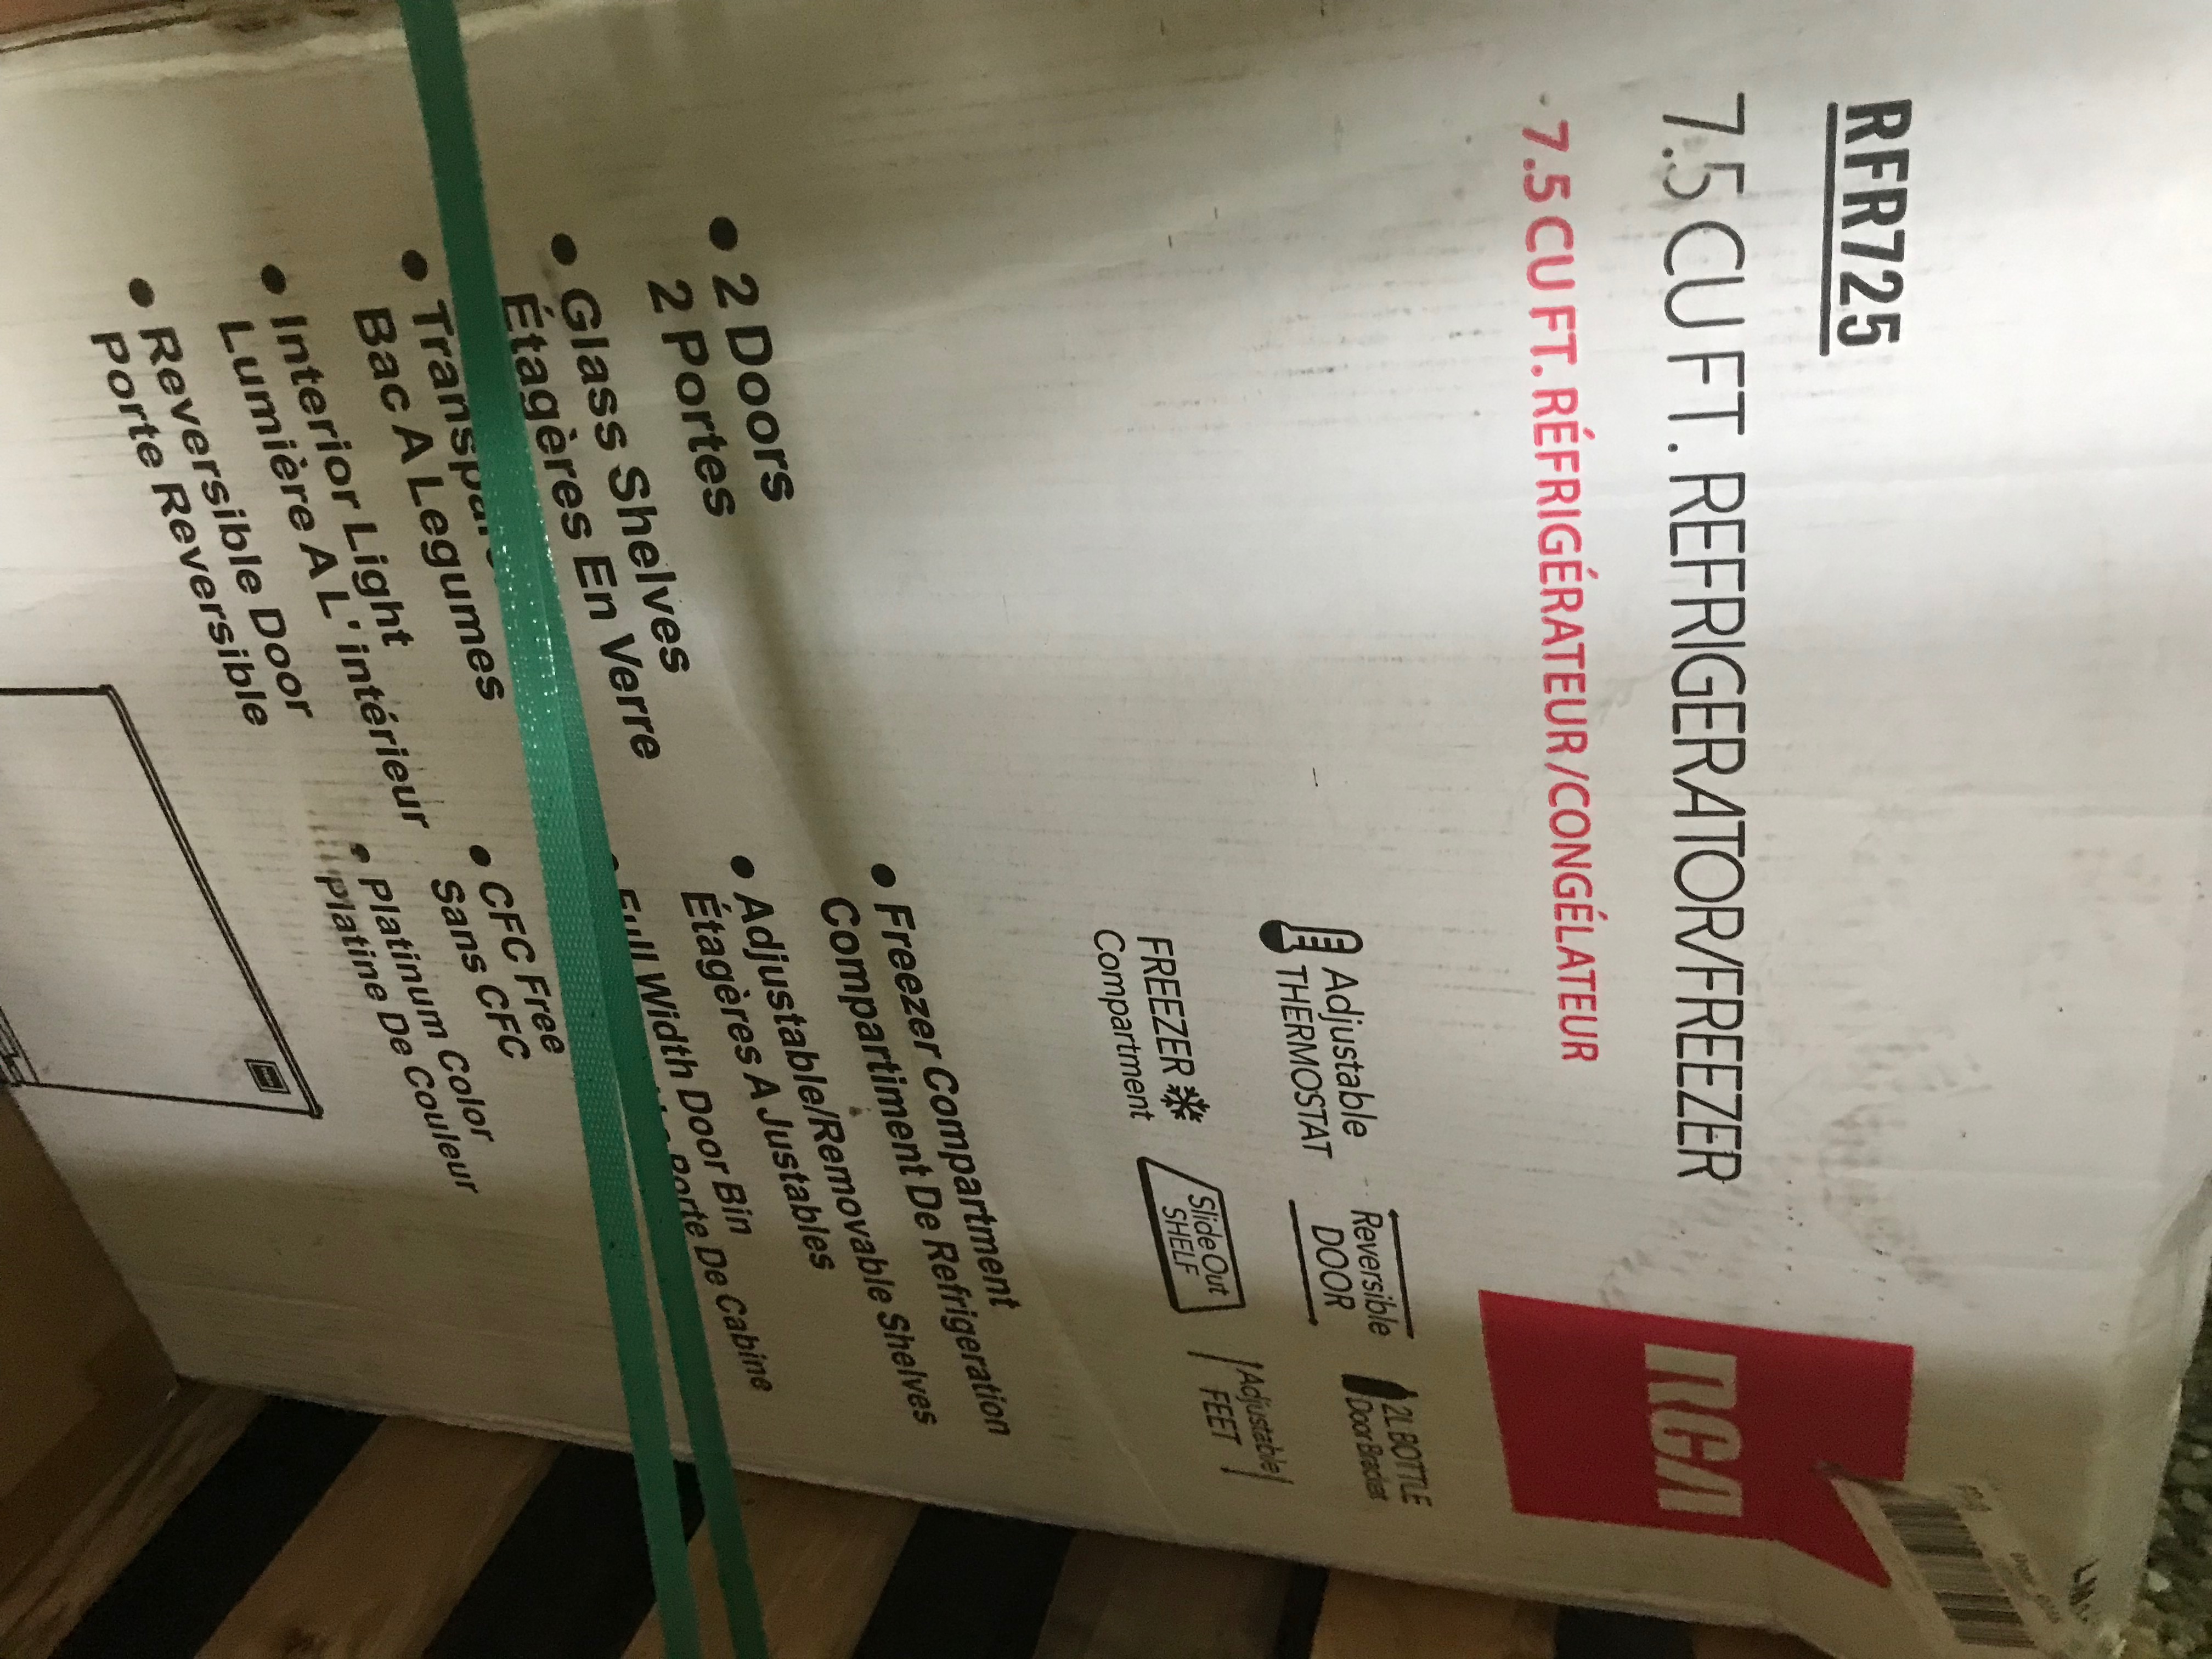 RFR725
7.5 CU FT. REFRIGERATOR/FREEZER
7.5 CU FT. RÉFRIGÉRATEUR/CONGÉLATEUR
RCA
Adjustable
THERMOSTAT
Reversible
DOOR
2L BOTTLE
Door Bracket
FREEZER
Compartment
Slide Out
SHELF
Adjustable
FEET
• 2 Doors
2 Portes
• Glass Shelves
Étagères En Verre
Bac A Legumes
• Interior Light
Lumière A L'intérieur
• Reversible Door
Porte Reversible
• Freezer Compartment
Compartiment De Refrigeration
• Adjustable/Removable Shelves
Étagères A Justables
• Full Width Door Bin
Porte De Cabine
• CFC Free
Sans CFC
• Platinum Color
Platine De Couleur